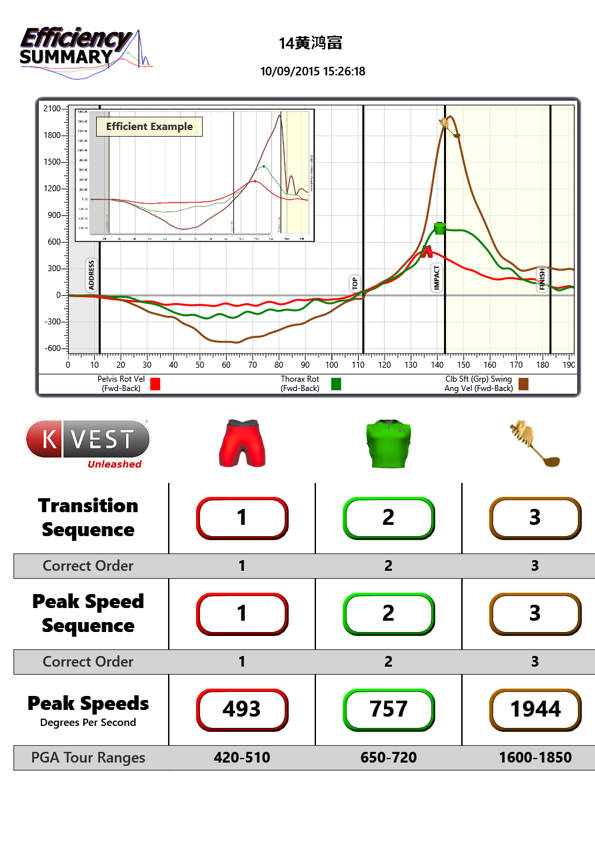 Efficiency
SUMMARY
14黄鸿富
10/09/2015 15:26:18
Efficient Example
2100
1800
1500
1200
900
600
300
0
-300
-600
ADDRESS
TOP
IMPACT
FINISH
0 10 20 30 40 50 60 70 80 90 100 110 120 130 140 150 160 170 180 190
Pelvis Rot Vel
(Fwd-Back)
Thorax Rot
(Fwd-Back)
Clb Sft (Grp) Swing
Ang Vel (Fwd-Back)
K VEST
Unleashed
Transition
Sequence
1 2 3
Correct Order 1 2 3
Peak Speed
Sequence
1 2 3
Correct Order 1 2 3
Peak Speeds
Degrees Per Second
493 757 1944
PGA Tour Ranges 420-510 650-720 1600-1850